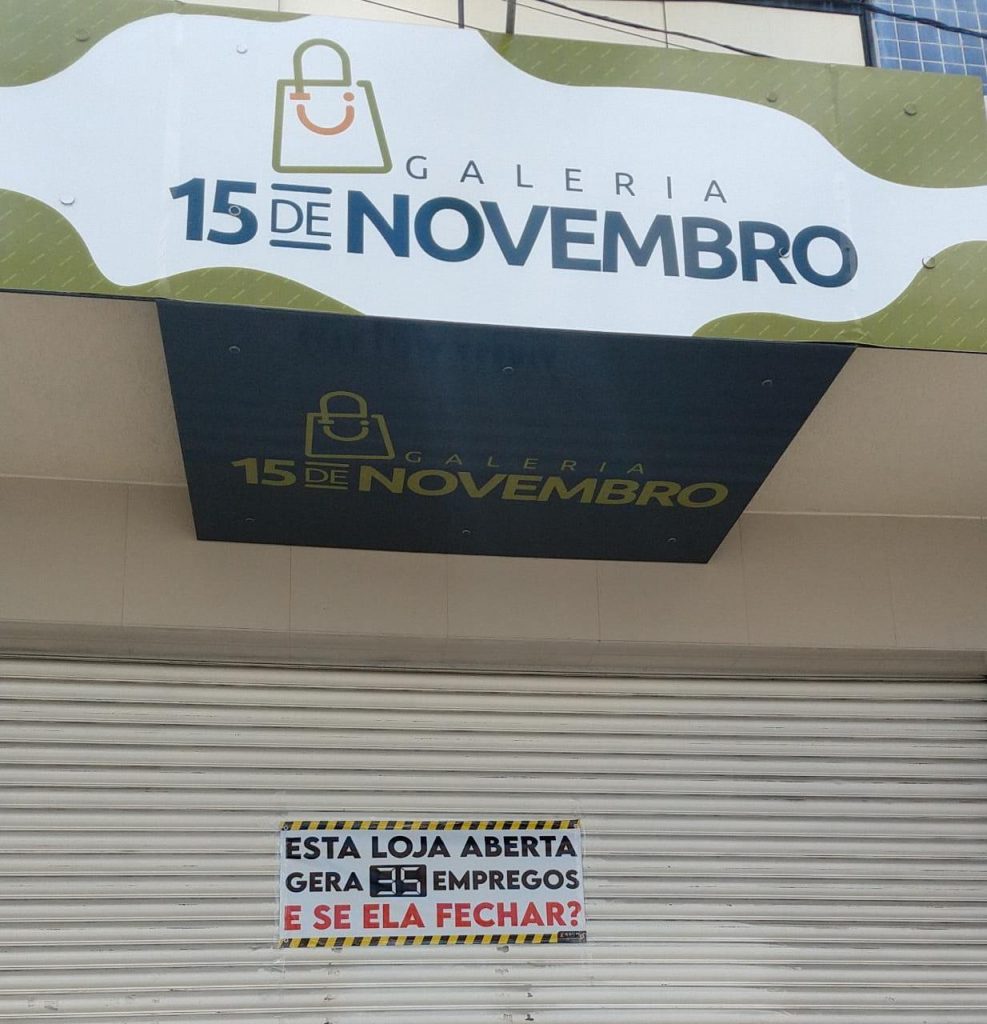 GALERIA
15 DE NOVEMBRO
GALERIA
15 DE NOVEMBRO
ESTA LOJA ABERTA
GERA 35 EMPREGOS
E SE ELA FECHAR?